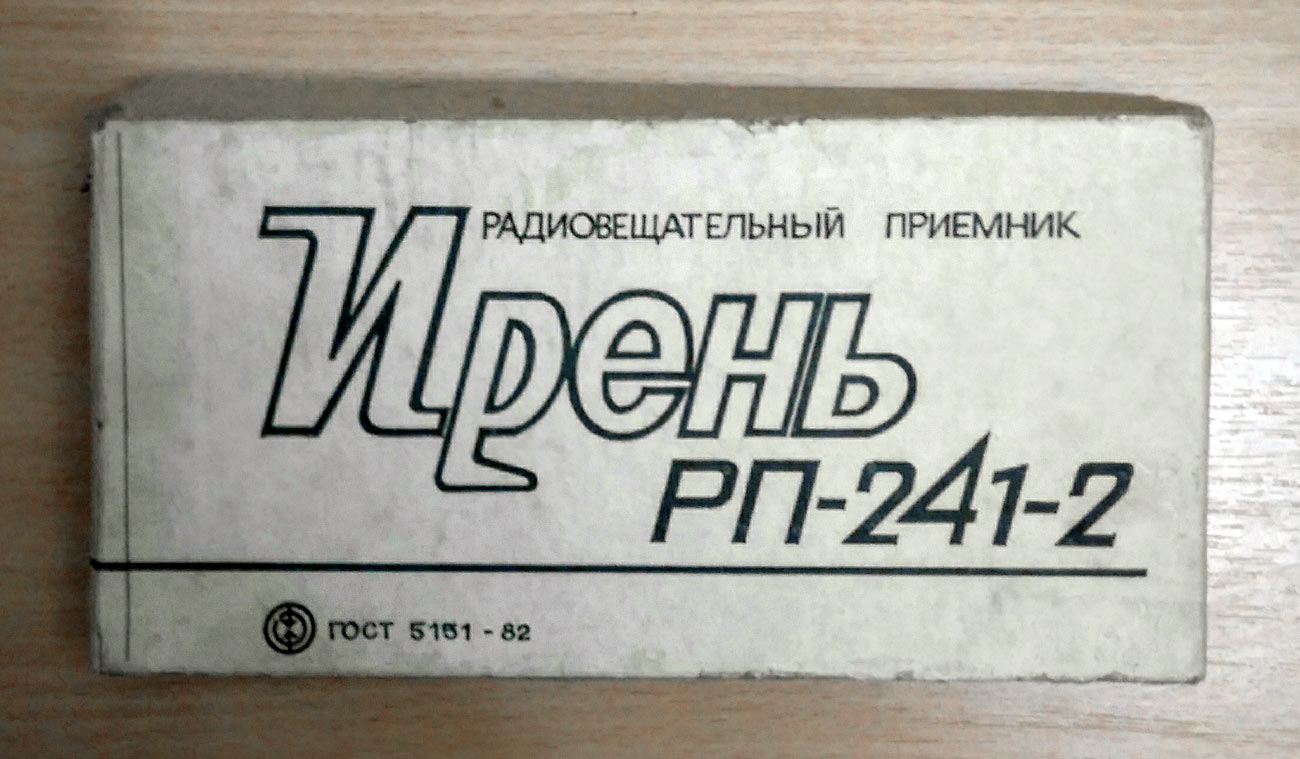 РАДИОВЕЩАТЕЛЬНЫЙ ПРИЕМНИК
Ирень
РП-241-2
ГОСТ 5151 - 82